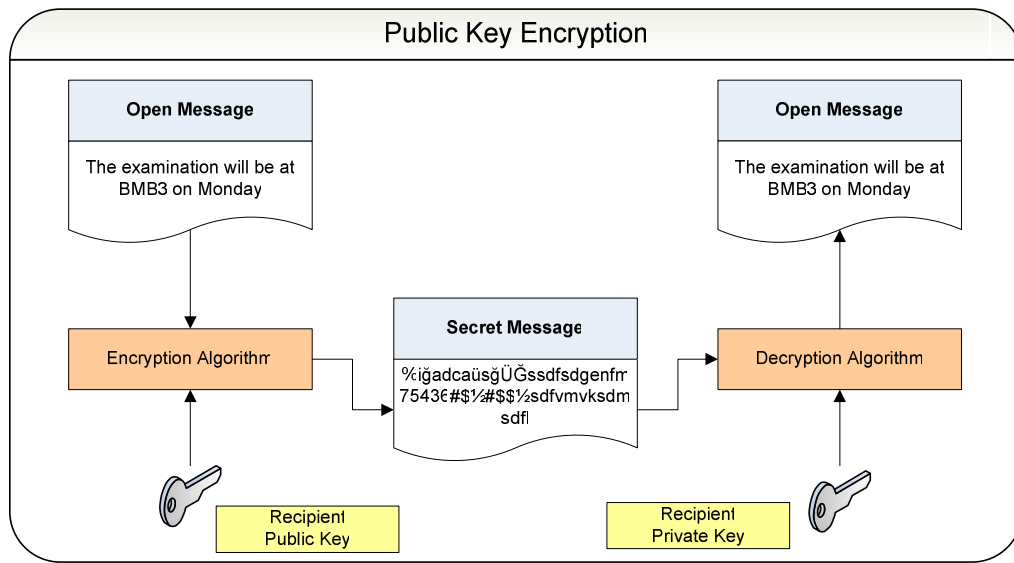 Public Key Encryption
Open Message
The examination will be at
BMB3 on Monday
Open Message
The examination will be at
BMB3 on Monday
Encryption Algorithm
Secret Message
%iğadcaüsğÜĞssdfsdgenfm
75436#$½#$$½sdfvmvksdm
sdfl
Decryption Algorithm
Recipient
Public Key
Recipient
Private Key